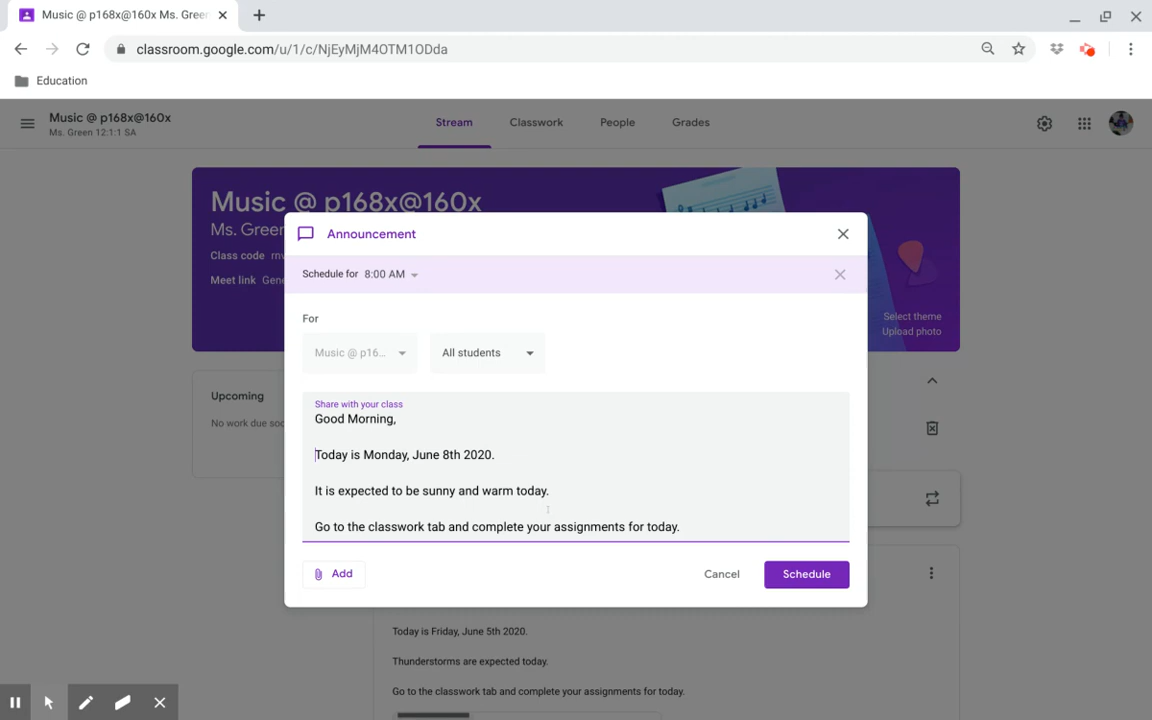 Music @ p168x@160x Ms. Greer
classroom.google.com/u/1/c/NjEyMjM4OTM1ODda
Education
Music @ p168x@160x
Ms. Green 12:1:1 SA
Stream
Classwork
People
Grades
Music @ p168x@160x
Ms. Green
Class code
Meet link
Select theme
Upload photo
Announcement
Schedule for 8:00 AM
For
Music @ p16...
All students
Upcoming
No work due soo
Share with your class
Good Morning,
Today is Monday, June 8th 2020.
It is expected to be sunny and warm today.
Go to the classwork tab and complete your assignments for today.
Add
Cancel
Schedule
Today is Friday, June 5th 2020.
Thunderstorms are expected today.
Go to the classwork tab and complete your assignments for today.